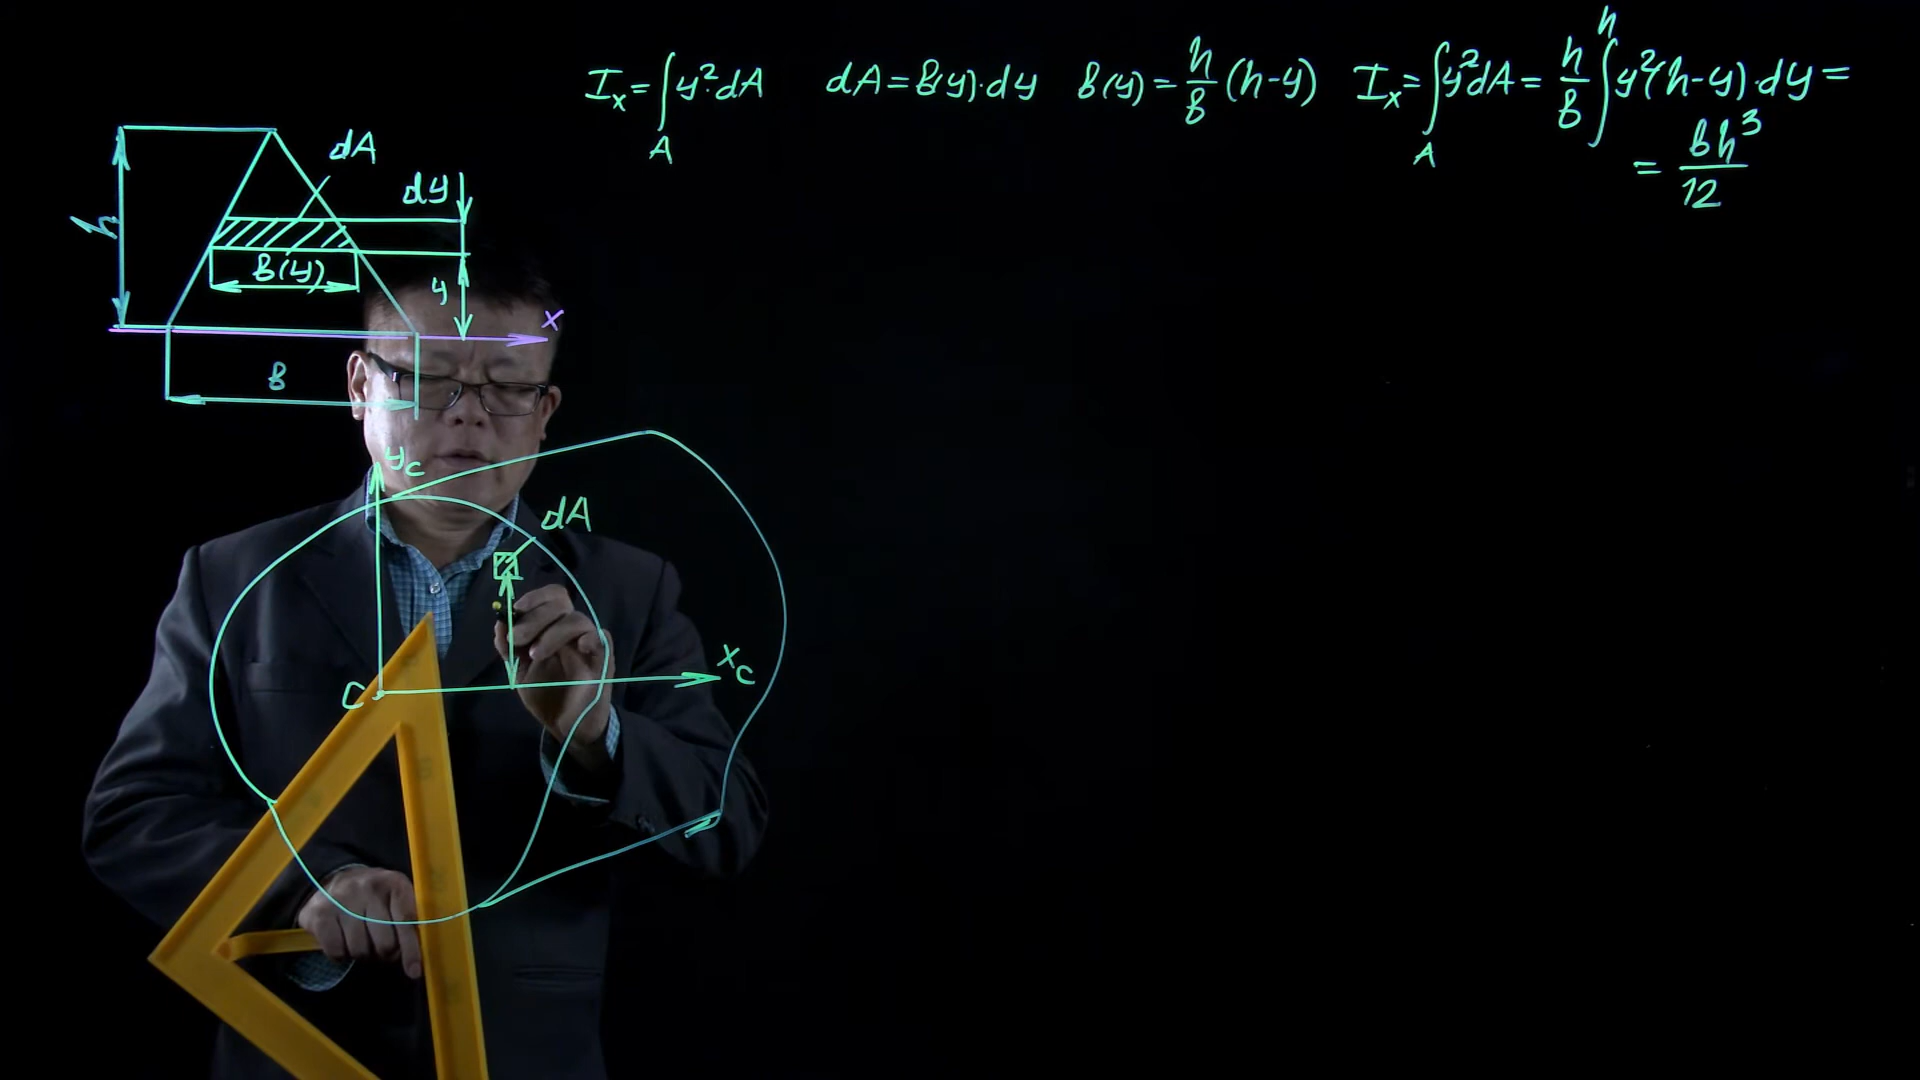 Iₓ = ∫_A y²·dA   dA = B(y)·dy   B(y) = h/B (h-y)   Iₓ = ∫_A y²dA = h/B ∫^h y²(h-y)·dy =
= Bh³/12
dA
dy
h
B(y)
y
x
B
y_c
dA
x_c
C